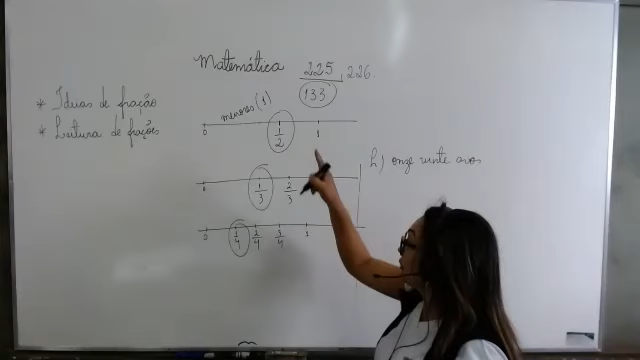 Matemática 225, 226.
133
* Ideias de fração
* Leitura de frações
menores (1)
0 1/2 1
h) onze vinte avos
0 1/3 2/3
0 1/4 2/4 3/4 1